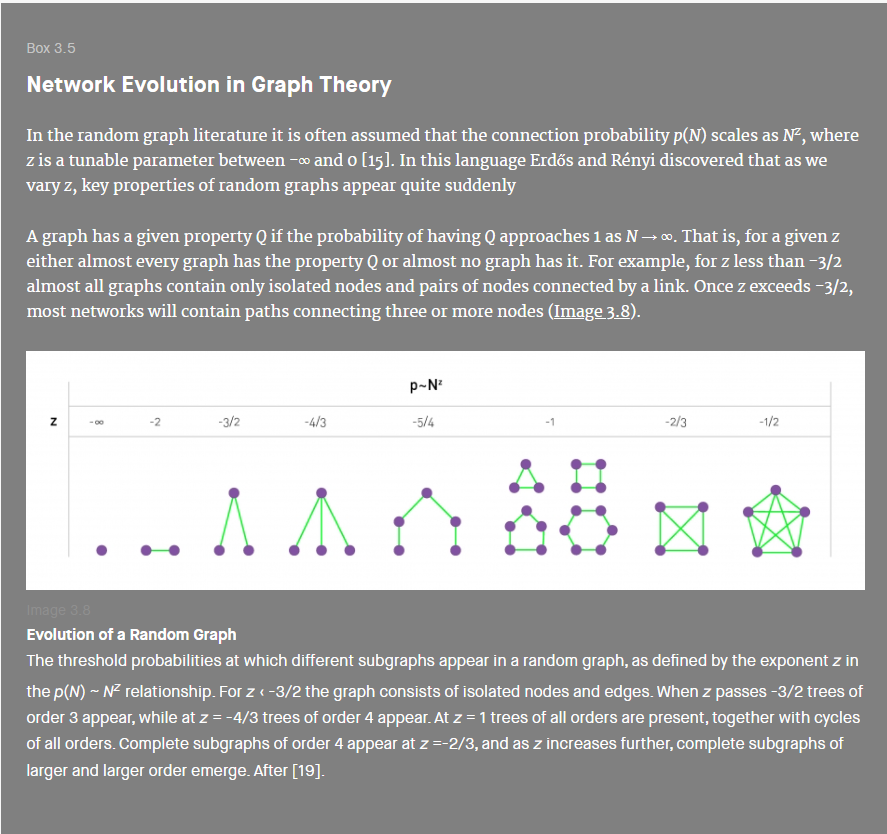 Box 3.5
Network Evolution in Graph Theory
In the random graph literature it is often assumed that the connection probability p(N) scales as Nᶻ, where
z is a tunable parameter between -∞ and 0 [15]. In this language Erdős and Rényi discovered that as we
vary z, key properties of random graphs appear quite suddenly
A graph has a given property Q if the probability of having Q approaches 1 as N → ∞. That is, for a given z
either almost every graph has the property Q or almost no graph has it. For example, for z less than -3/2
almost all graphs contain only isolated nodes and pairs of nodes connected by a link. Once z exceeds -3/2,
most networks will contain paths connecting three or more nodes (Image 3.8).
p~Nᶻ
z -∞ -2 -3/2 -4/3 -5/4 -1 -2/3 -1/2
Image 3.8
Evolution of a Random Graph
The threshold probabilities at which different subgraphs appear in a random graph, as defined by the exponent z in
the p(N) ~ Nᶻ relationship. For z ‹ -3/2 the graph consists of isolated nodes and edges. When z passes -3/2 trees of
order 3 appear, while at z = -4/3 trees of order 4 appear. At z = 1 trees of all orders are present, together with cycles
of all orders. Complete subgraphs of order 4 appear at z =-2/3, and as z increases further, complete subgraphs of
larger and larger order emerge. After [19].